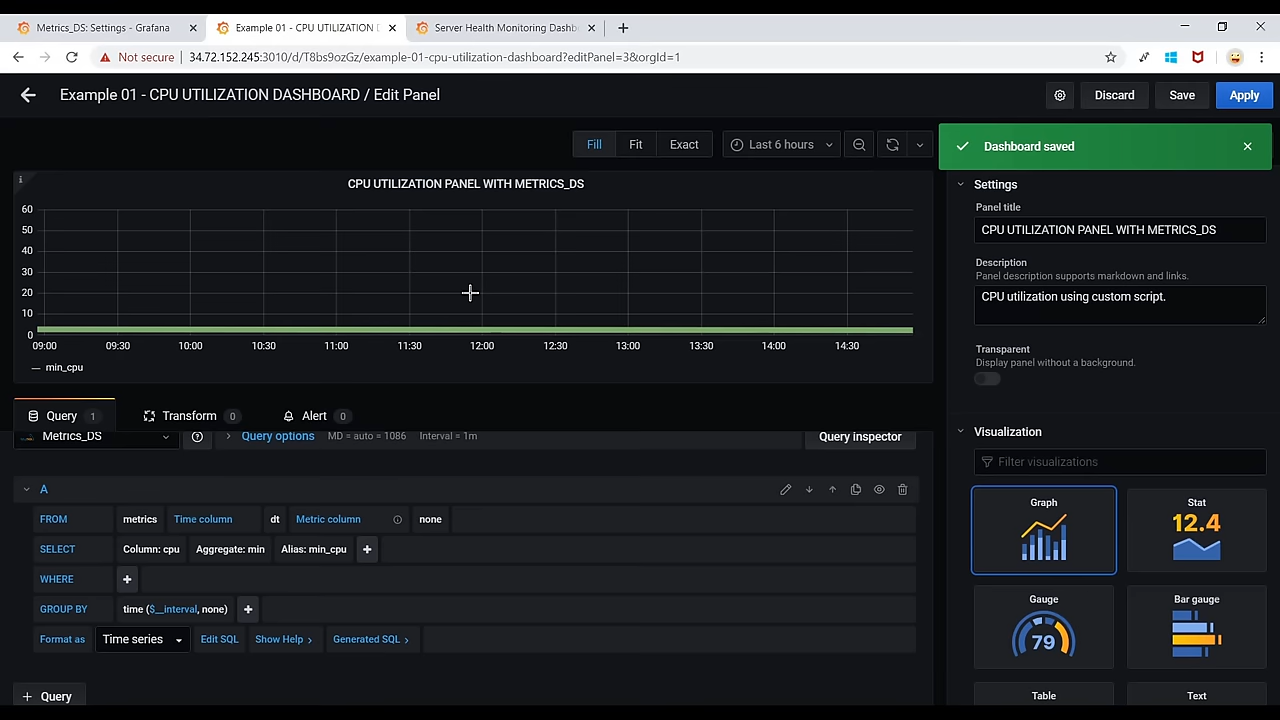 Metrics_DS: Settings - Grafana
Example 01 - CPU UTILIZATION D
Server Health Monitoring Dashb
Not secure 34.72.152.245:3010/d/T8bs9ozGz/example-01-cpu-utilization-dashboard?editPanel=3&orgId=1
Example 01 - CPU UTILIZATION DASHBOARD / Edit Panel
Discard Save Apply
Fill Fit Exact Last 6 hours
Dashboard saved
CPU UTILIZATION PANEL WITH METRICS_DS
60
50
40
30
20
10
0
09:00 09:30 10:00 10:30 11:00 11:30 12:00 12:30 13:00 13:30 14:00 14:30
min_cpu
Query 1 Transform 0 Alert 0
Metrics_DS Query options MD = auto = 1086 Interval = 1m Query inspector
A
FROM metrics Time column dt Metric column none
SELECT Column: cpu Aggregate: min Alias: min_cpu +
WHERE +
GROUP BY time ($__interval, none) +
Format as Time series Edit SQL Show Help > Generated SQL >
+ Query
Settings
Panel title
CPU UTILIZATION PANEL WITH METRICS_DS
Description
Panel description supports markdown and links.
CPU utilization using custom script.
Transparent
Display panel without a background.
Visualization
Filter visualizations
Graph Stat
12.4
Gauge Bar gauge
79
Table Text